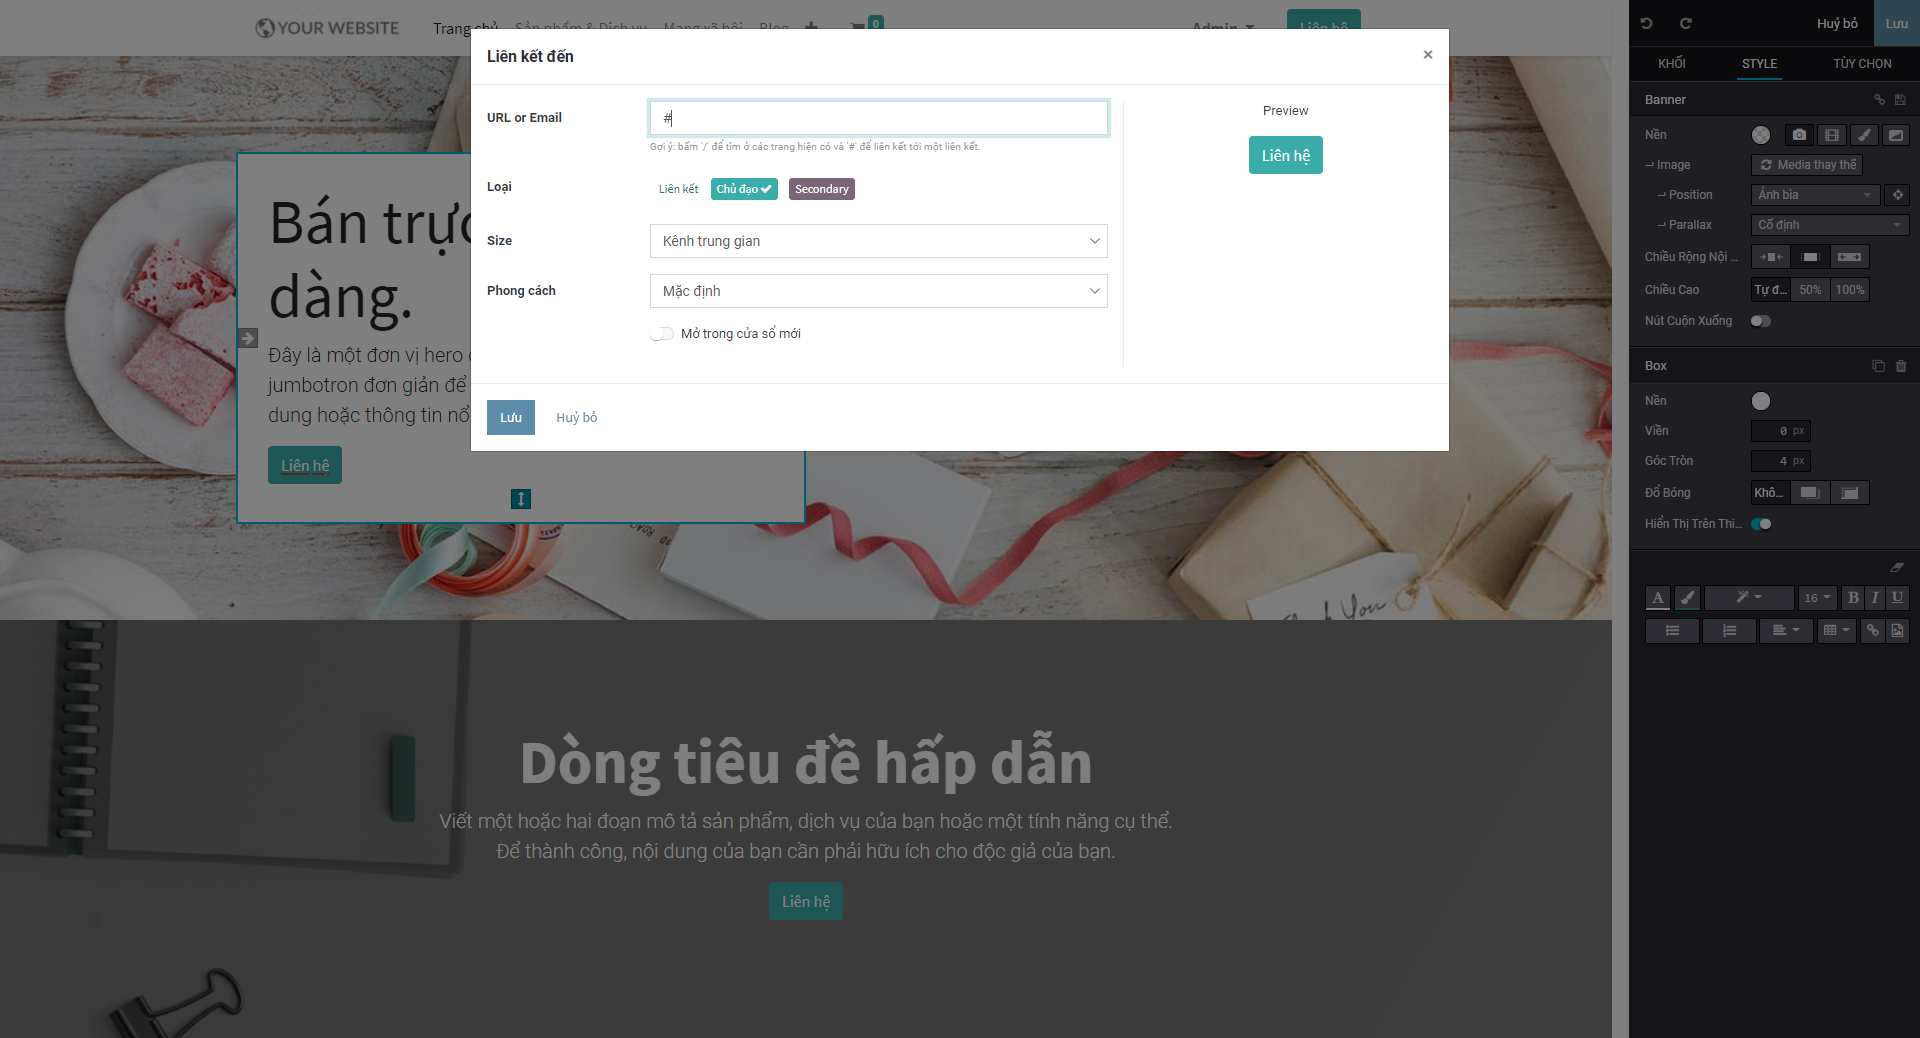 YOUR WEBSITE
Trang chủ
Sản phẩm & Dịch vụ
Mạng xã hội
Blog
0
Admin
Liên hệ
Huỷ bỏ
Lưu
Liên kết đến
×
KHỐI
STYLE
TÙY CHỌN
Banner
URL or Email
#
Preview
Gợi ý: bấm '/' để tìm ở các trang hiện có và '#' để liên kết tới một liên kết.
Liên hệ
Nền
Image
Media thay thế
Loại
Liên kết
Chủ đạo
Secondary
Position
Ảnh bìa
Parallax
Cố định
Size
Kênh trung gian
Chiều Rộng Nội ...
Phong cách
Mặc định
Chiều Cao
Tự đ...
50%
100%
Mở trong cửa sổ mới
Nút Cuộn Xuống
Bán trực
dàng.
Đây là một đơn vị hero
jumbotron đơn giản để
dung hoặc thông tin nổ
Liên hệ
Lưu
Huỷ bỏ
Box
Nền
Viền
0 px
Góc Tròn
4 px
Đổ Bóng
Khô...
Hiển Thị Trên Thi...
ROAD
Thank You
A
16
B I U
Dòng tiêu đề hấp dẫn
Viết một hoặc hai đoạn mô tả sản phẩm, dịch vụ của bạn hoặc một tính năng cụ thể.
Để thành công, nội dung của bạn cần phải hữu ích cho độc giả của bạn.
Liên hệ